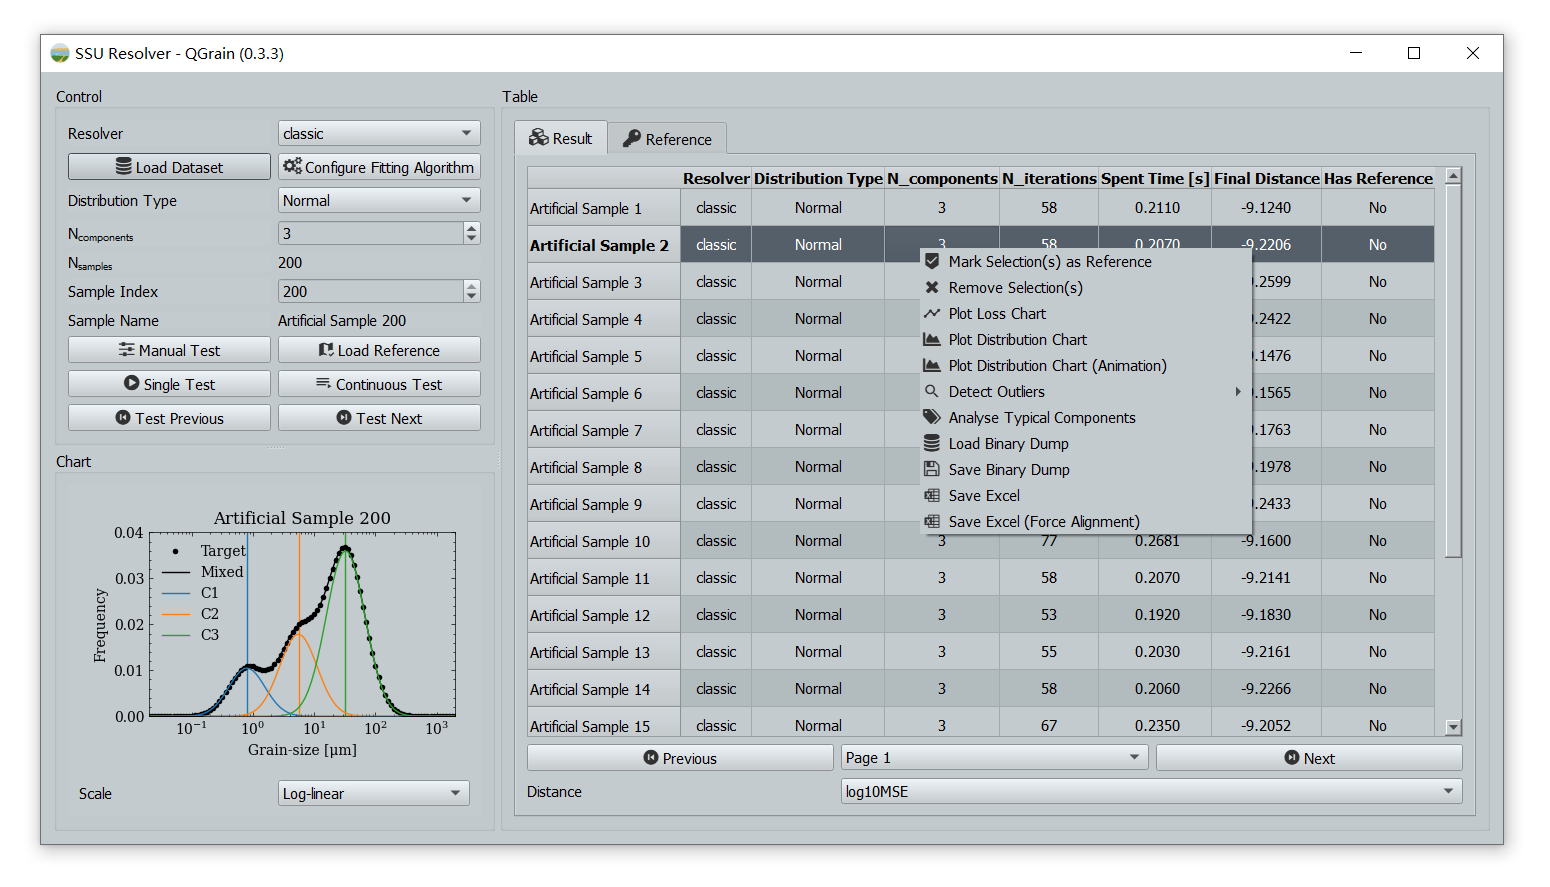 SSU Resolver - QGrain (0.3.3)
Control
Resolver
classic
Load Dataset
Configure Fitting Algorithm
Distribution Type
Normal
Ncomponents
3
Nsamples
200
Sample Index
200
Sample Name
Artificial Sample 200
Manual Test
Load Reference
Single Test
Continuous Test
Test Previous
Test Next
Chart
Artificial Sample 200
Target
Mixed
C1
C2
C3
0.04
0.03
0.02
0.01
0.00
Frequency
10⁻¹ 10⁰ 10¹ 10² 10³
Grain-size [μm]
Scale
Log-linear
Table
Result
Reference
Resolver Distribution Type N_components N_iterations Spent Time [s] Final Distance Has Reference
Artificial Sample 1 classic Normal 3 58 0.2110 -9.1240 No
Artificial Sample 2 classic Normal 3 58 0.2070 -9.2206 No
Artificial Sample 3 classic Normal .2599 No
Artificial Sample 4 classic Normal .2422 No
Artificial Sample 5 classic Normal .1476 No
Artificial Sample 6 classic Normal .1565 No
Artificial Sample 7 classic Normal .1763 No
Artificial Sample 8 classic Normal .1978 No
Artificial Sample 9 classic Normal .2433 No
Artificial Sample 10 classic Normal 3 77 0.2681 -9.1600 No
Artificial Sample 11 classic Normal 3 58 0.2070 -9.2141 No
Artificial Sample 12 classic Normal 3 53 0.1920 -9.1830 No
Artificial Sample 13 classic Normal 3 55 0.2030 -9.2161 No
Artificial Sample 14 classic Normal 3 58 0.2060 -9.2266 No
Artificial Sample 15 classic Normal 3 67 0.2350 -9.2052 No
Mark Selection(s) as Reference
Remove Selection(s)
Plot Loss Chart
Plot Distribution Chart
Plot Distribution Chart (Animation)
Detect Outliers
Analyse Typical Components
Load Binary Dump
Save Binary Dump
Save Excel
Save Excel (Force Alignment)
Previous
Page 1
Next
Distance
log10MSE